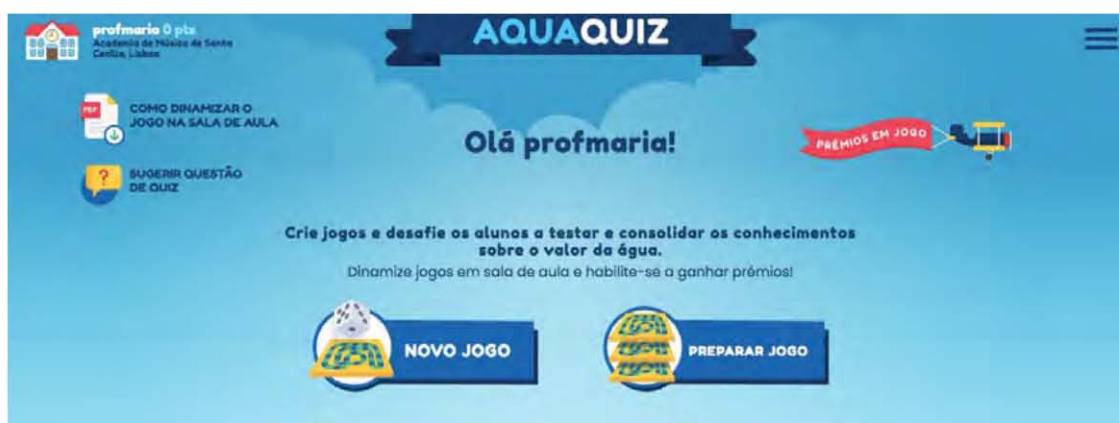 profmaria 0 pts
Academia de Música de Santa
Cecília, Lisboa
AQUAQUIZ
PDF
COMO DINAMIZAR O
JOGO NA SALA DE AULA
Olá profmaria!
PRÉMIOS EM JOGO
?
SUGERIR QUESTÃO
DE QUIZ
Crie jogos e desafie os alunos a testar e consolidar os conhecimentos
sobre o valor da água.
Dinamize jogos em sala de aula e habilite-se a ganhar prémios!
NOVO JOGO
PREPARAR JOGO